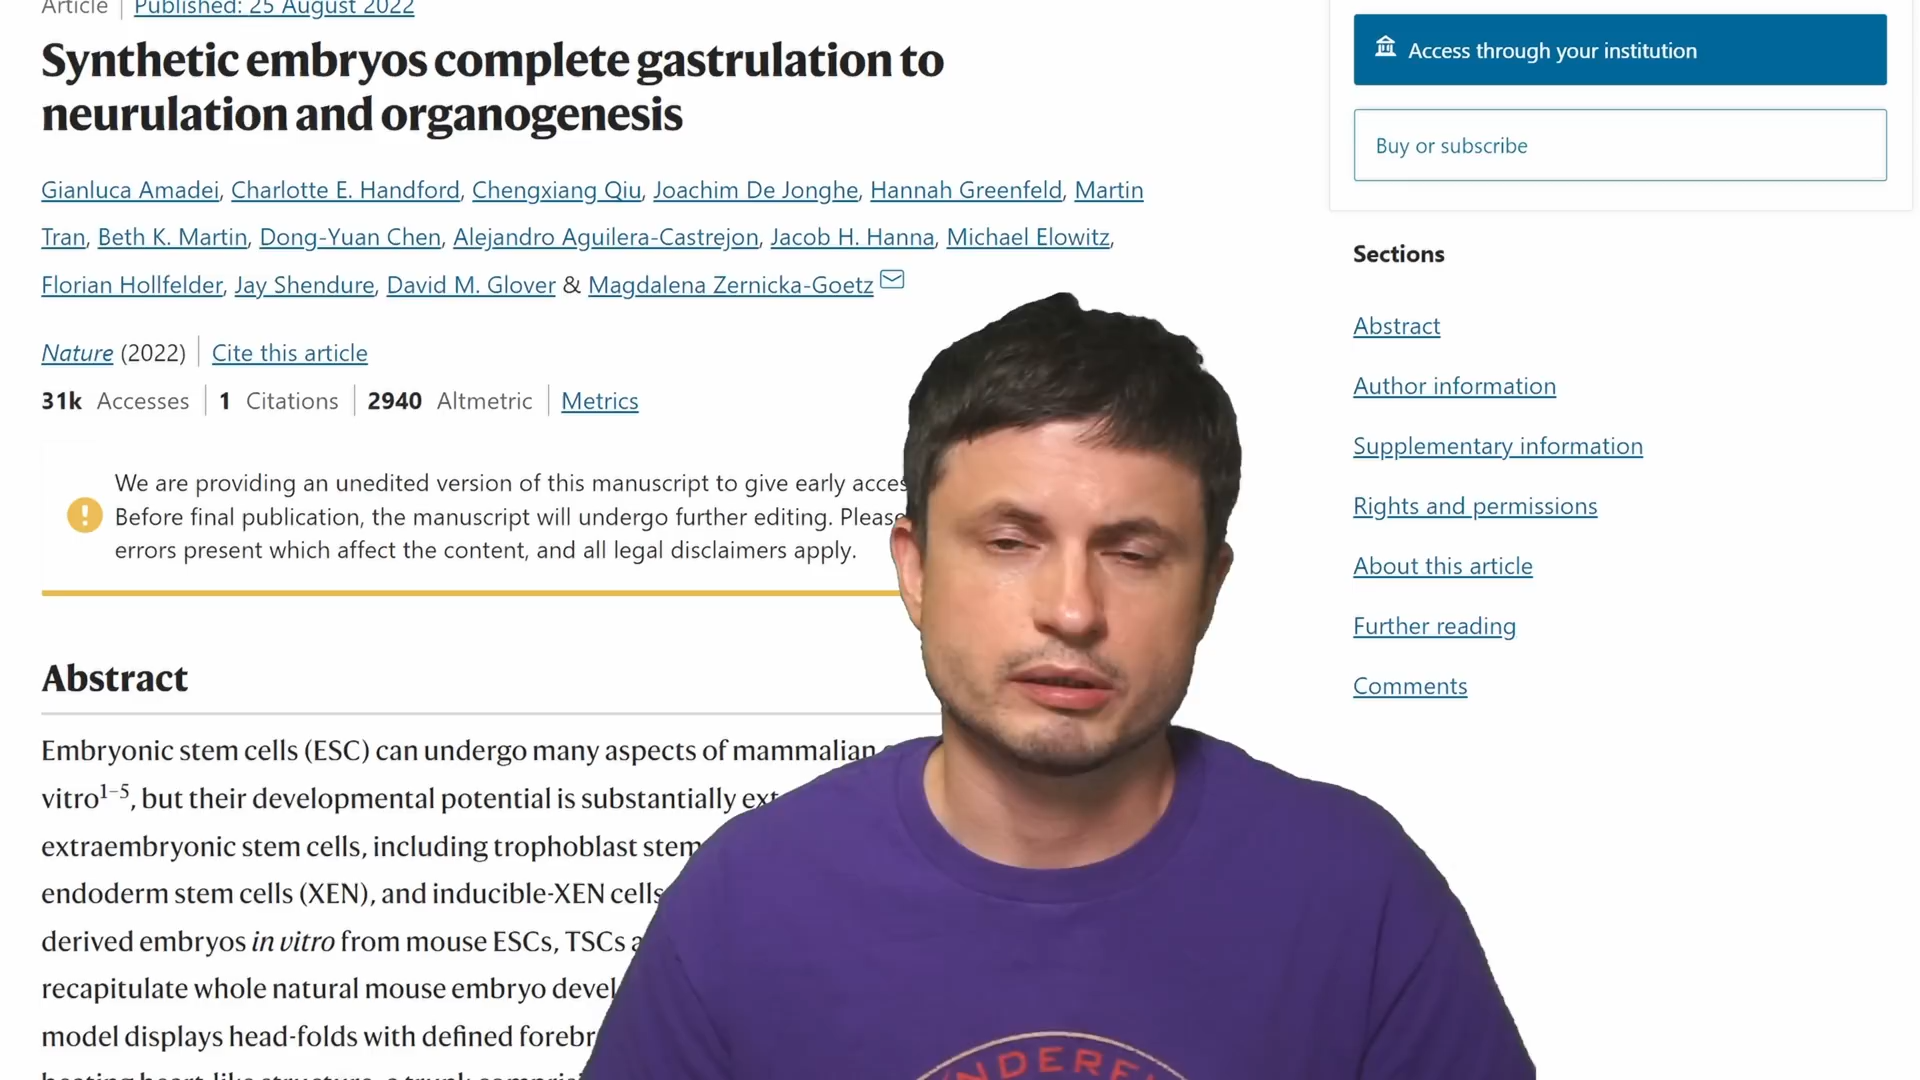 Article | Published: 25 August 2022
Synthetic embryos complete gastrulation to
neurulation and organogenesis
Gianluca Amadei, Charlotte E. Handford, Chengxiang Qiu, Joachim De Jonghe, Hannah Greenfeld, Martin
Tran, Beth K. Martin, Dong-Yuan Chen, Alejandro Aguilera-Castrejon, Jacob H. Hanna, Michael Elowitz,
Florian Hollfelder, Jay Shendure, David M. Glover & Magdalena Zernicka-Goetz
Nature (2022) | Cite this article
31k Accesses | 1 Citations | 2940 Altmetric | Metrics
We are providing an unedited version of this manuscript to give early
Before final publication, the manuscript will undergo further editing. Please
errors present which affect the content, and all legal disclaimers apply.
Abstract
Embryonic stem cells (ESC) can undergo many aspects of mammalian
vitro1–5, but their developmental potential is substantially
extraembryonic stem cells, including trophoblast stem
endoderm stem cells (XEN), and inducible-XEN cells
derived embryos in vitro from mouse ESCs, TSCs
recapitulate whole natural mouse embryo
model displays head-folds with defined
Access through your institution
Buy or subscribe
Sections
Abstract
Author information
Supplementary information
Rights and permissions
About this article
Further reading
Comments